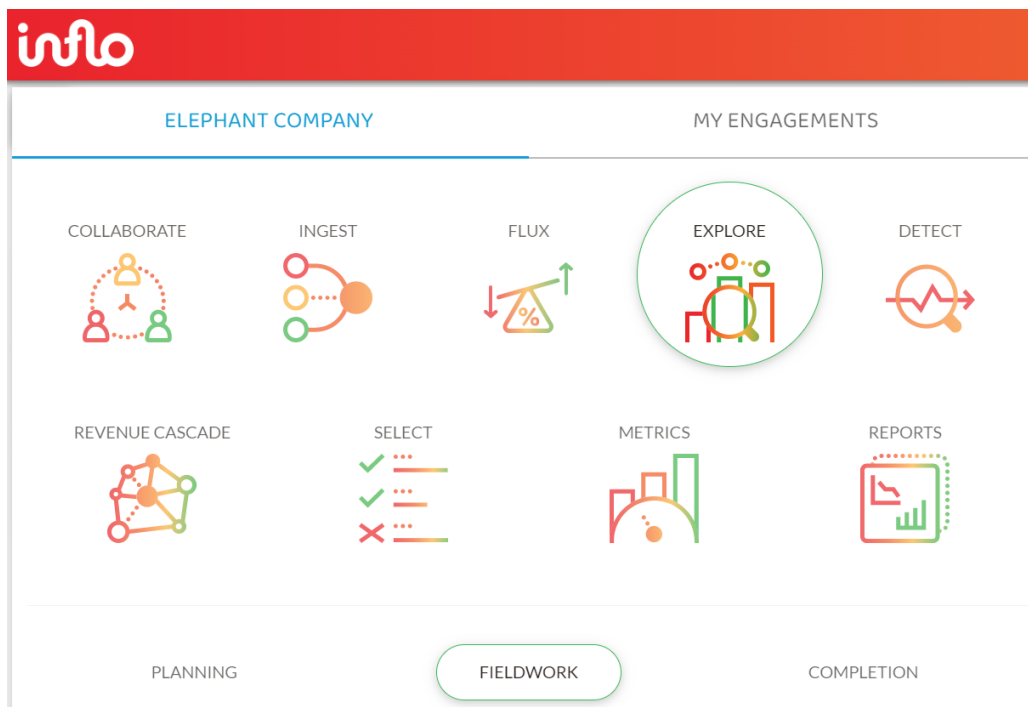 inflo
ELEPHANT COMPANY MY ENGAGEMENTS
COLLABORATE INGEST FLUX EXPLORE DETECT
%
REVENUE CASCADE SELECT METRICS REPORTS
PLANNING FIELDWORK COMPLETION